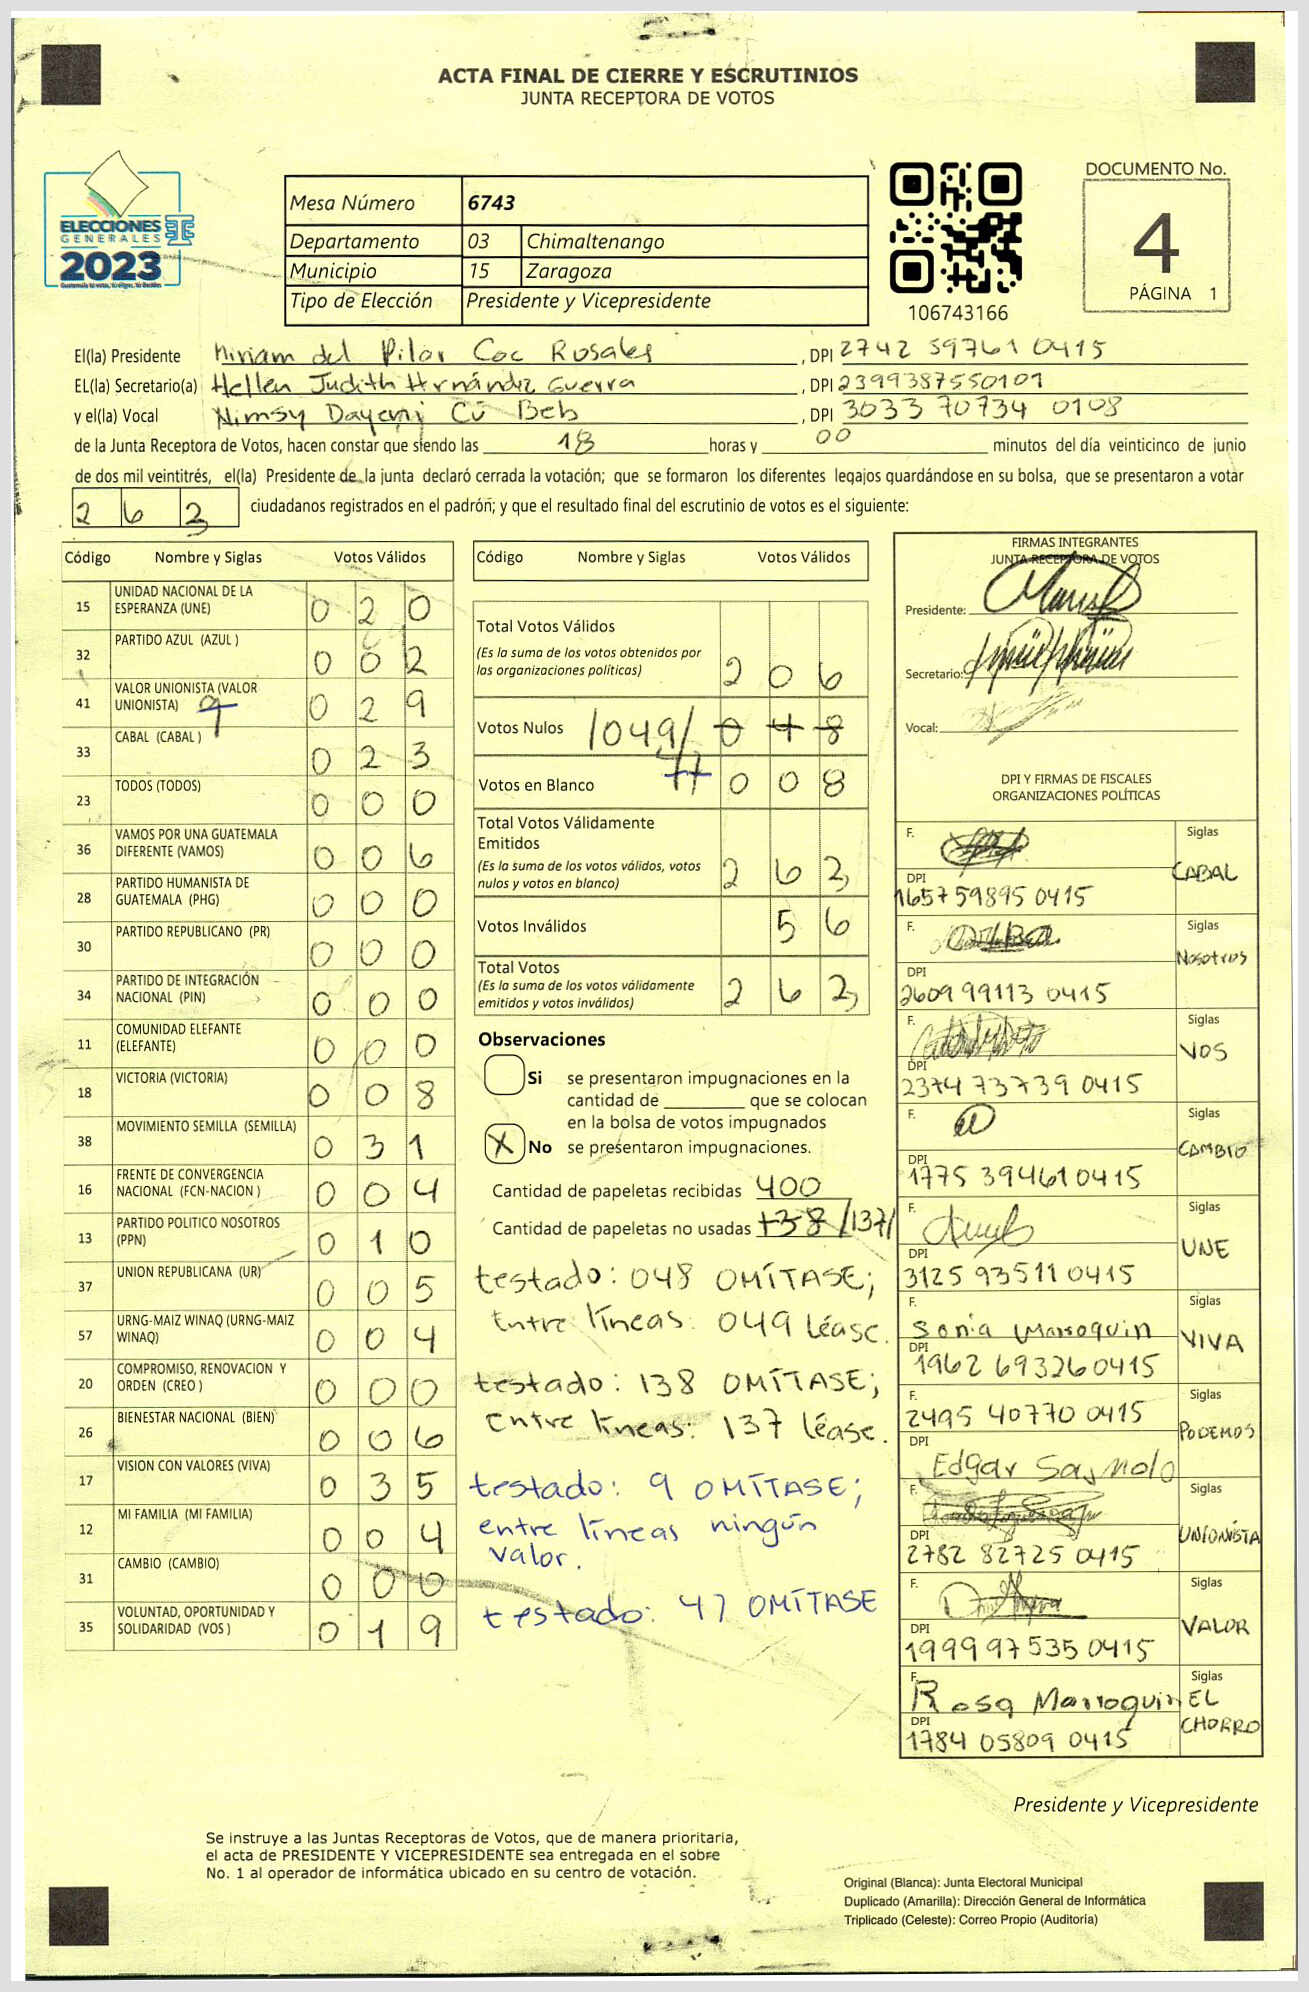 ACTA FINAL DE CIERRE Y ESCRUTINIOS
JUNTA RECEPTORA DE VOTOS
ELECCIONES
GENERALES
2023
Mesa Número 6743
Departamento 03 Chimaltenango
Municipio 15 Zaragoza
Tipo de Elección Presidente y Vicepresidente
106743166
DOCUMENTO No.
4
PÁGINA 1
El(la) Presidente Miriam del Pilar Coc Rosales , DPI 2742 59761 0415
EL(la) Secretario(a) Hellen Judith Hernández Guerra , DPI 2399387550101
y el(la) Vocal Nimsy Dayemi Cú Beb , DPI 3033 70734 0108
de la Junta Receptora de Votos, hacen constar que siendo las 18 horas y 00 minutos del día veinticinco de junio
de dos mil veintitrés, el(la) Presidente de la junta declaró cerrada la votación; que se formaron los diferentes legajos guardándose en su bolsa, que se presentaron a votar
2 6 3 ciudadanos registrados en el padrón; y que el resultado final del escrutinio de votos es el siguiente:
Código Nombre y Siglas Votos Válidos
15 UNIDAD NACIONAL DE LA ESPERANZA (UNE) 0 2 0
32 PARTIDO AZUL (AZUL ) 0 0 2
41 VALOR UNIONISTA (VALOR UNIONISTA) 9 0 2 9
33 CABAL (CABAL ) 0 2 3
23 TODOS (TODOS) 0 0 0
36 VAMOS POR UNA GUATEMALA DIFERENTE (VAMOS) 0 0 6
28 PARTIDO HUMANISTA DE GUATEMALA (PHG) 0 0 0
30 PARTIDO REPUBLICANO (PR) 0 0 0
34 PARTIDO DE INTEGRACIÓN NACIONAL (PIN) 0 0 0
11 COMUNIDAD ELEFANTE (ELEFANTE) 0 0 0
18 VICTORIA (VICTORIA) 0 0 8
38 MOVIMIENTO SEMILLA (SEMILLA) 0 3 1
16 FRENTE DE CONVERGENCIA NACIONAL (FCN-NACION ) 0 0 4
13 PARTIDO POLITICO NOSOTROS (PPN) 0 1 0
37 UNION REPUBLICANA (UR) 0 0 5
57 URNG-MAIZ WINAQ (URNG-MAIZ WINAQ) 0 0 4
20 COMPROMISO, RENOVACION Y ORDEN (CREO ) 0 0 0
26 BIENESTAR NACIONAL (BIEN) 0 0 6
17 VISION CON VALORES (VIVA) 0 3 5
12 MI FAMILIA (MI FAMILIA) 0 0 4
31 CAMBIO (CAMBIO) 0 0 0
35 VOLUNTAD, OPORTUNIDAD Y SOLIDARIDAD (VOS ) 0 1 9
Código Nombre y Siglas Votos Válidos
Total Votos Válidos
(Es la suma de los votos obtenidos por
las organizaciones políticas) 2 0 6
Votos Nulos /049/ 0 4 8
Votos en Blanco 47 0 0 8
Total Votos Válidamente
Emitidos
(Es la suma de los votos válidos, votos
nulos y votos en blanco) 2 6 3
Votos Inválidos 5 6
Total Votos
(Es la suma de los votos válidamente
emitidos y votos inválidos) 2 6 3
Observaciones
Si se presentaron impugnaciones en la
cantidad de ________ que se colocan
en la bolsa de votos impugnados
X No se presentaron impugnaciones.
Cantidad de papeletas recibidas 400
Cantidad de papeletas no usadas 138 /137/
testado: 048 OMÍTASE;
Entre líneas: 049 léase.
testado: 138 OMÍTASE;
Entre líneas: 137 léase.
testado: 9 OMÍTASE;
entre líneas ningún
valor.
testado: 47 OMÍTASE
FIRMAS INTEGRANTES
JUNTA RECEPTORA DE VOTOS
Presidente:
Secretario:
Vocal:
DPI Y FIRMAS DE FISCALES
ORGANIZACIONES POLÍTICAS
F. Siglas
DPI CABAL
1657 59895 0415
F. Siglas
DPI Nosotros
2609 99113 0415
F. Siglas
DPI VOS
2374 73739 0415
F. Siglas
DPI CAMBIO
1775 39461 0415
F. Siglas
DPI UNE
3125 93511 0415
F. Siglas
Sonia Marroquin VIVA
DPI
1962 69326 0415
F. Siglas
2495 40770 0415 PODEMOS
DPI
Edgar
F. Siglas
DPI UNIONISTA
2782 82725 0415
F. Siglas
DPI VALOR
1999 97535 0415
F. Siglas
Rosa Marroquin EL
DPI CHORRO
1784 05809 0415
Presidente y Vicepresidente
Se instruye a las Juntas Receptoras de Votos, que de manera prioritaria,
el acta de PRESIDENTE Y VICEPRESIDENTE sea entregada en el sobre
No. 1 al operador de informática ubicado en su centro de votación.
Original (Blanca): Junta Electoral Municipal
Duplicado (Amarilla): Dirección General de Informática
Triplicado (Celeste): Correo Propio (Auditoría)